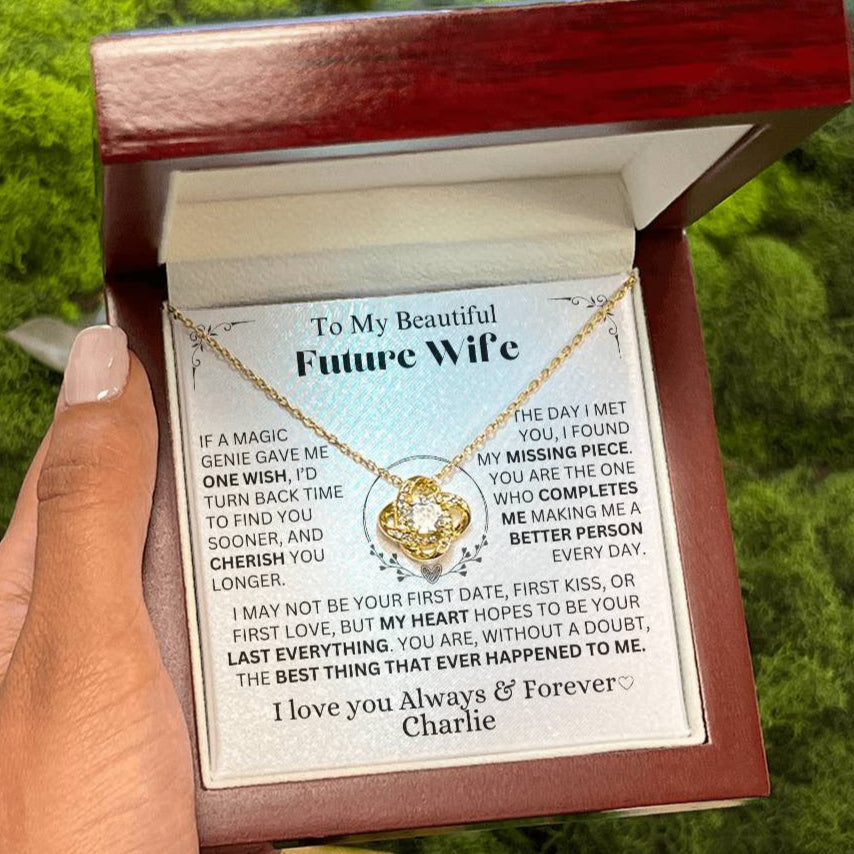 To My Beautiful
Future Wife
IF A MAGIC
GENIE GAVE ME
ONE WISH, I'D
TURN BACK TIME
TO FIND YOU
SOONER, AND
CHERISH YOU
LONGER.
THE DAY I MET
YOU, I FOUND
MY MISSING PIECE.
YOU ARE THE ONE
WHO COMPLETES
ME MAKING ME A
BETTER PERSON
EVERY DAY.
I MAY NOT BE YOUR FIRST DATE, FIRST KISS, OR
FIRST LOVE, BUT MY HEART HOPES TO BE YOUR
LAST EVERYTHING. YOU ARE, WITHOUT A DOUBT,
THE BEST THING THAT EVER HAPPENED TO ME.
I love you Always & Forever♡
Charlie